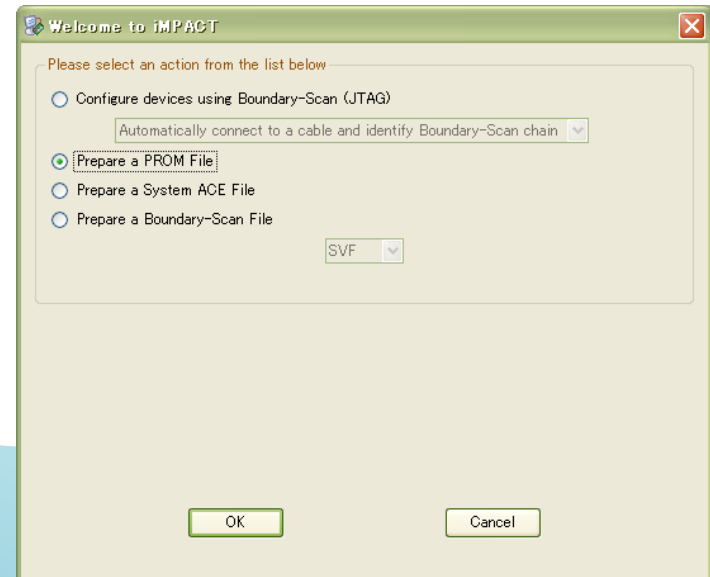 Welcome to iMPACT
Please select an action from the list below
Configure devices using Boundary-Scan (JTAG)
Automatically connect to a cable and identify Boundary-Scan chain
Prepare a PROM File
Prepare a System ACE File
Prepare a Boundary-Scan File
SVF
OK Cancel